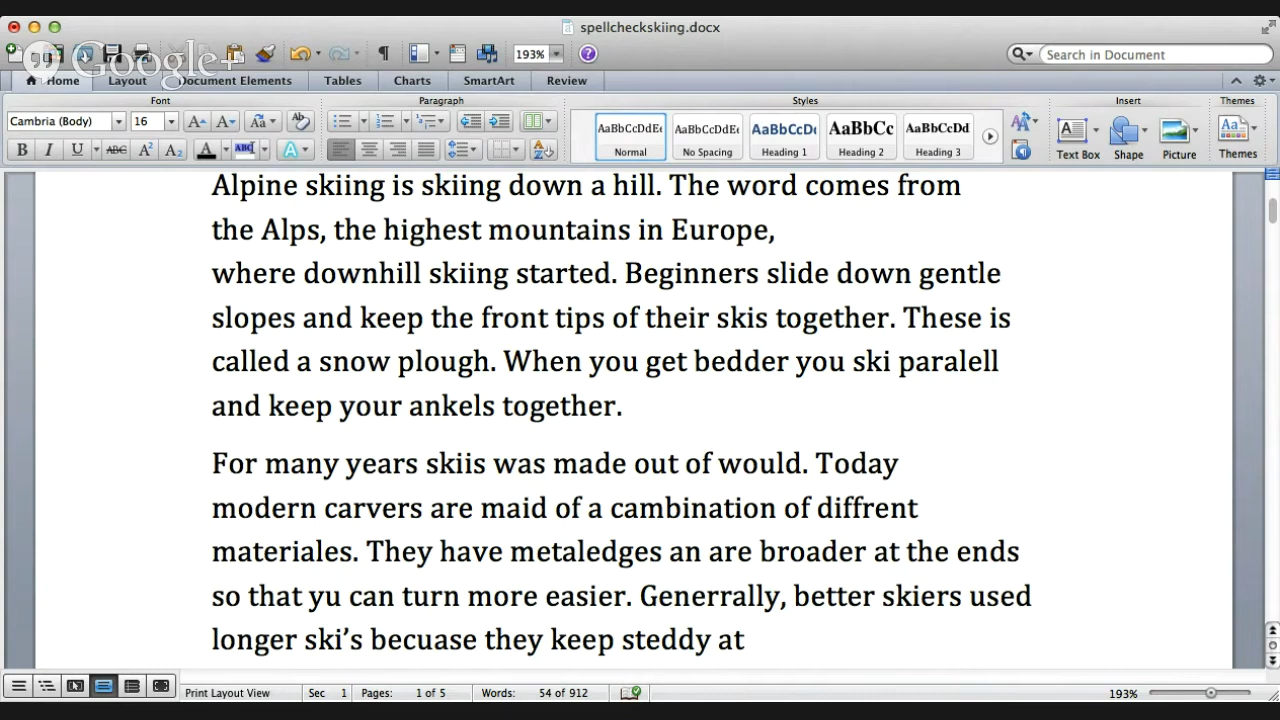 spellcheckskiing.docx
Google+
193%
Search in Document
Home Layout Document Elements Tables Charts SmartArt Review
Font Paragraph Styles Insert Themes
Cambria (Body) 16
AaBbCcDdEe AaBbCcDdEe AaBbCcDc AaBbCc AaBbCcDd
Normal No Spacing Heading 1 Heading 2 Heading 3
Text Box Shape Picture Themes
Alpine skiing is skiing down a hill. The word comes from
the Alps, the highest mountains in Europe,
where downhill skiing started. Beginners slide down gentle
slopes and keep the front tips of their skis together. These is
called a snow plough. When you get bedder you ski paralell
and keep your ankels together.
For many years skiis was made out of would. Today
modern carvers are maid of a cambination of diffrent
materiales. They have metaledges an are broader at the ends
so that yu can turn more easier. Generrally, better skiers used
longer ski’s becuase they keep steddy at
Print Layout View Sec 1 Pages: 1 of 5 Words: 54 of 912 193%